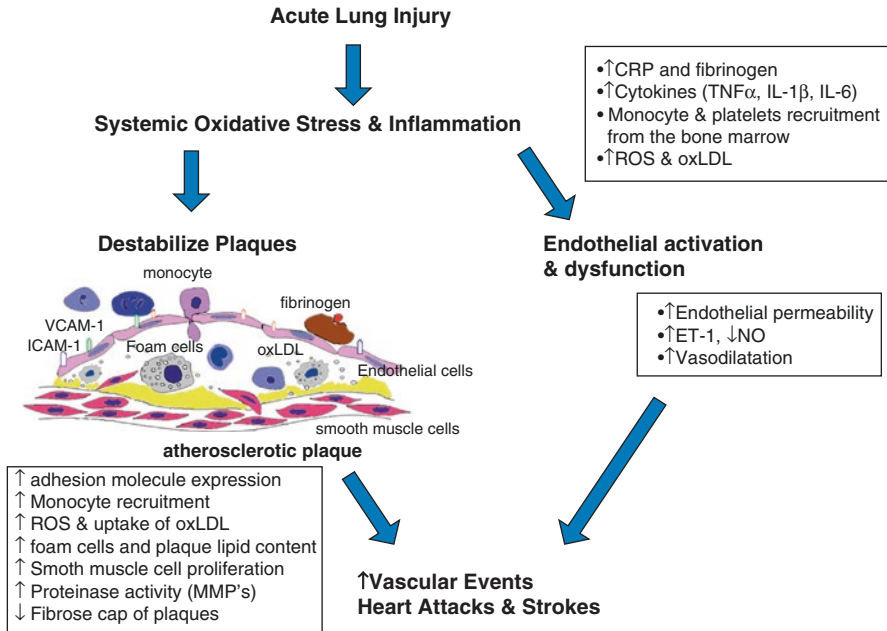 Acute Lung Injury
•↑CRP and fibrinogen
•↑Cytokines (TNFα, IL-1β, IL-6)
• Monocyte & platelets recruitment
from the bone marrow
•↑ROS & oxLDL
Systemic Oxidative Stress & Inflammation
Destabilize Plaques
Endothelial activation
& dysfunction
monocyte
fibrinogen
VCAM-1
ICAM-1
Foam cells
oxLDL
Endothelial cells
smooth muscle cells
atherosclerotic plaque
•↑Endothelial permeability
•↑ET-1, ↓NO
•↑Vasodilatation
↑ adhesion molecule expression
↑ Monocyte recruitment
↑ ROS & uptake of oxLDL
↑ foam cells and plaque lipid content
↑ Smoth muscle cell proliferation
↑ Proteinase activity (MMP's)
↓ Fibrose cap of plaques
↑Vascular Events
Heart Attacks & Strokes